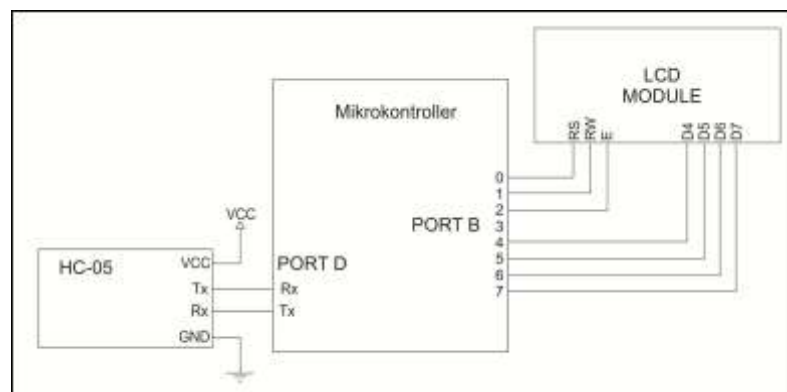 LCD
MODULE
RS
RW
E
D4
D5
D6
D7
Mikrokontroller
0
1
2
3
4
5
6
7
PORT B
VCC
HC-05
VCC
Tx
Rx
GND
PORT D
Rx
Tx